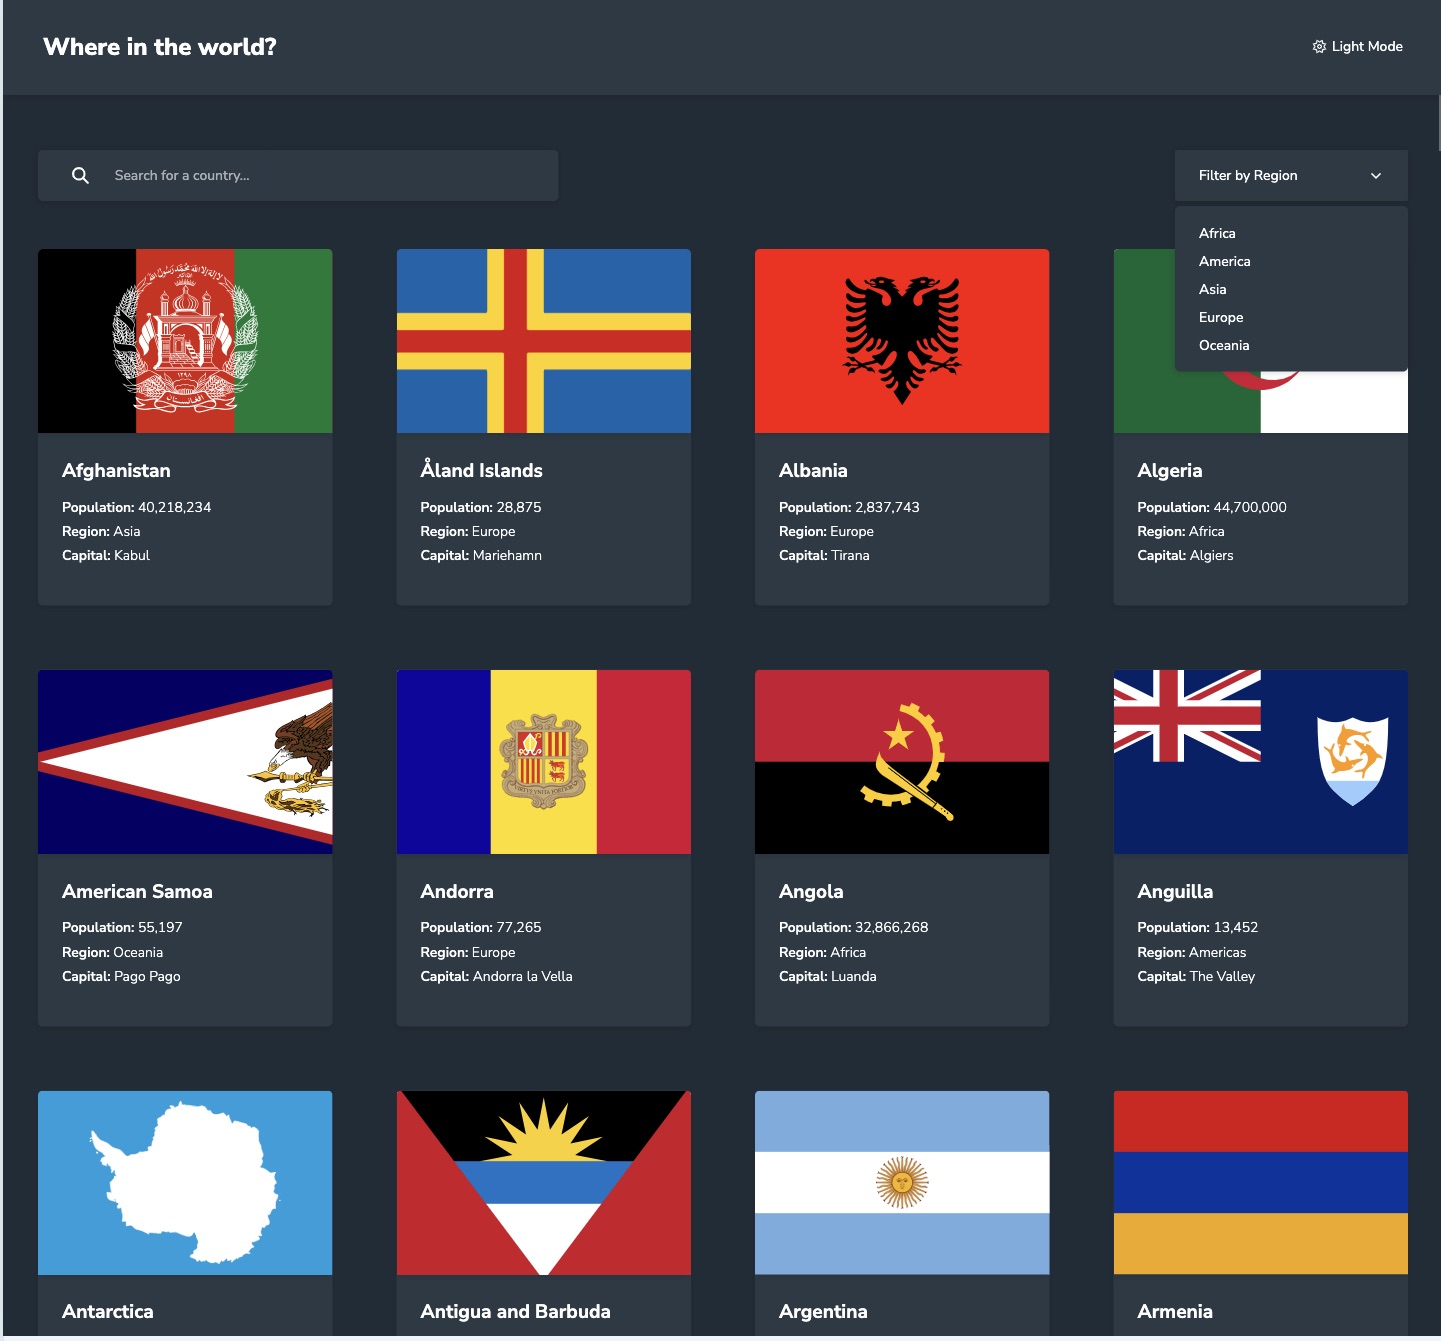 Where in the world?
Light Mode
Search for a country...
Filter by Region
Africa
America
Asia
Europe
Oceania
Afghanistan
Population: 40,218,234
Region: Asia
Capital: Kabul
Åland Islands
Population: 28,875
Region: Europe
Capital: Mariehamn
Albania
Population: 2,837,743
Region: Europe
Capital: Tirana
Algeria
Population: 44,700,000
Region: Africa
Capital: Algiers
American Samoa
Population: 55,197
Region: Oceania
Capital: Pago Pago
Andorra
Population: 77,265
Region: Europe
Capital: Andorra la Vella
Angola
Population: 32,866,268
Region: Africa
Capital: Luanda
Anguilla
Population: 13,452
Region: Americas
Capital: The Valley
Antarctica
Antigua and Barbuda
Argentina
Armenia